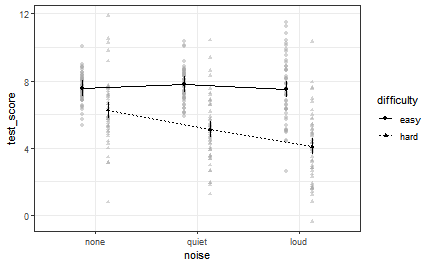 12
8
4
0
test_score
none
quiet
loud
noise
difficulty
easy
hard